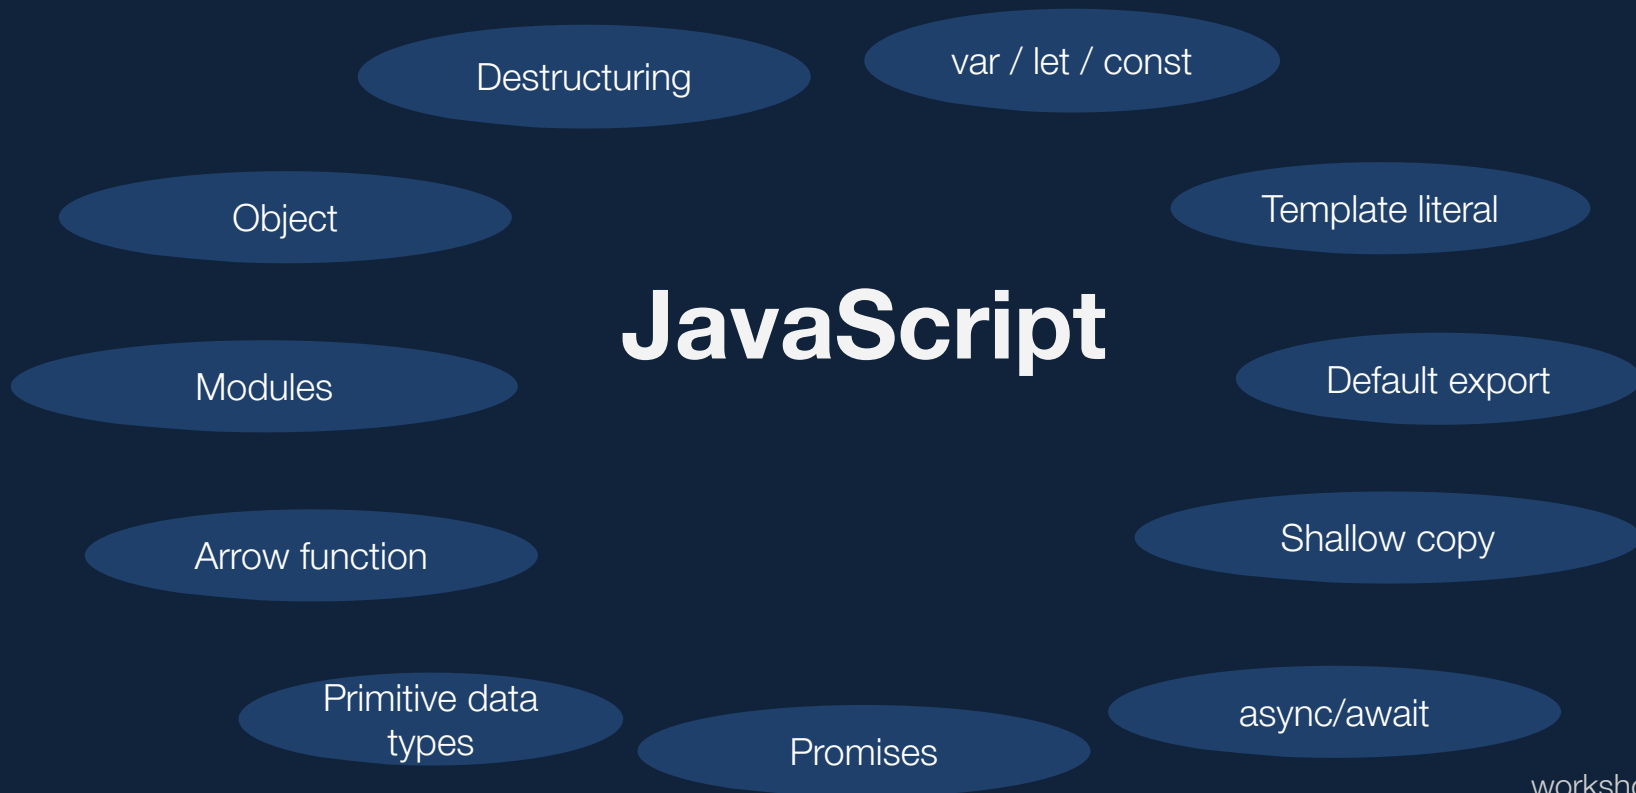 Destructuring
var / let / const
Object
Template literal
JavaScript
Modules
Default export
Arrow function
Shallow copy
Primitive data
types
Promises
async/await